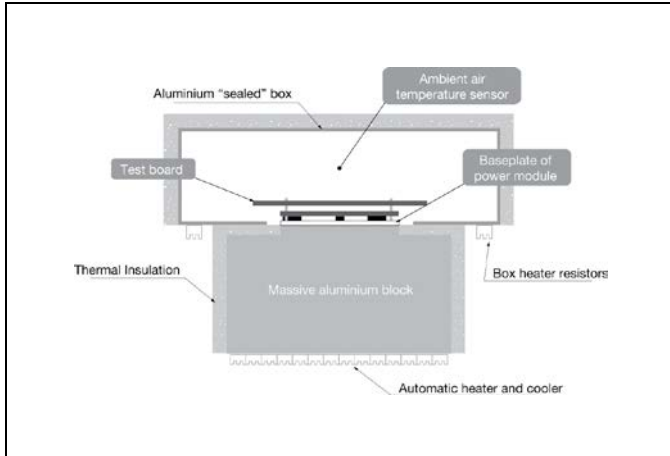 Ambient air
temperature sensor
Aluminium “sealed” box
Test board
Baseplate of
power module
Thermal Insulation
Massive aluminium block
Box heater resistors
Automatic heater and cooler